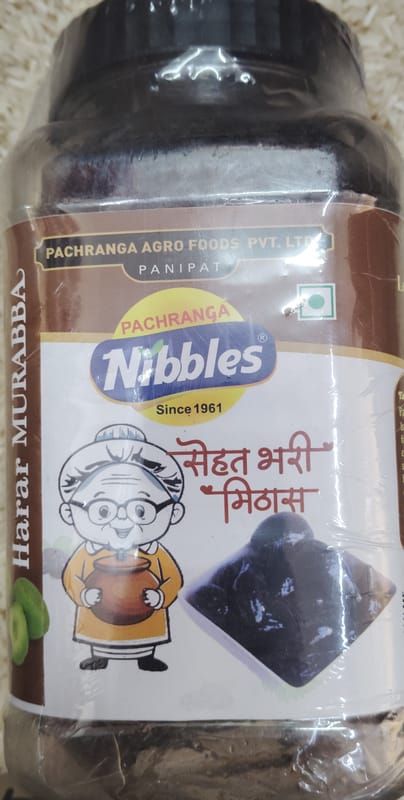 PACHRANGA AGRO FOODS PVT. LTD.
PANIPAT
PACHRANGA
Nibbles®
Since 1961
सेहत भरी
मिठास
Harar MURABBA